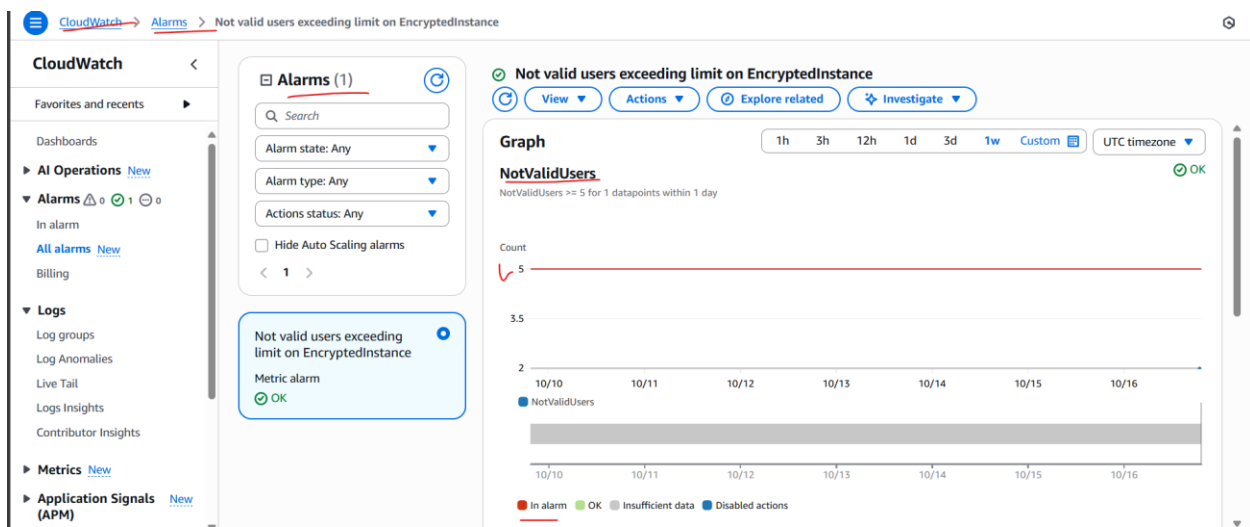 CloudWatch > Alarms > Not valid users exceeding limit on EncryptedInstance
CloudWatch
Favorites and recents
Dashboards
AI Operations New
Alarms 0 1 0
In alarm
All alarms New
Billing
Logs
Log groups
Log Anomalies
Live Tail
Logs Insights
Contributor Insights
Metrics New
Application Signals New
(APM)
Alarms (1)
Search
Alarm state: Any
Alarm type: Any
Actions status: Any
Hide Auto Scaling alarms
< 1 >
Not valid users exceeding
limit on EncryptedInstance
Metric alarm
OK
Not valid users exceeding limit on EncryptedInstance
View Actions Explore related Investigate
Graph
1h 3h 12h 1d 3d 1w Custom UTC timezone
NotValidUsers
OK
NotValidUsers >= 5 for 1 datapoints within 1 day
Count
5
3.5
2
10/10 10/11 10/12 10/13 10/14 10/15 10/16
NotValidUsers
10/10 10/11 10/12 10/13 10/14 10/15 10/16
In alarm OK Insufficient data Disabled actions